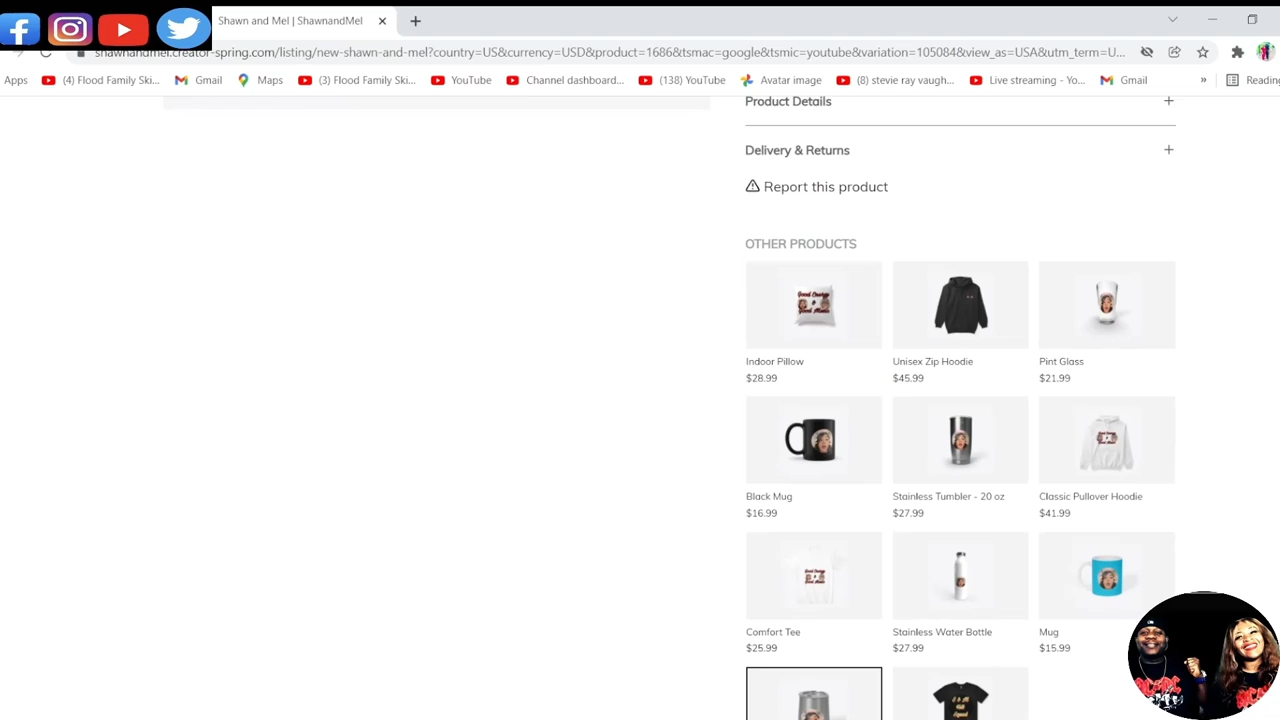 Shawn and Mel | ShawnandMel
shawnandmel.creator-spring.com/listing/new-shawn-and-mel?country=US&currency=USD&product=1686&tsmac=google&tsmic=youtube&variation=105084&view_as=USA&utm_term=U...
Apps (4) Flood Family Ski... Gmail Maps (3) Flood Family Ski... YouTube Channel dashboard... (138) YouTube Avatar image (8) stevie ray vaugh... Live streaming - Yo... Gmail » Reading
Product Details
Delivery & Returns
Report this product
OTHER PRODUCTS
Good Energy
Good Music
Indoor Pillow Unisex Zip Hoodie Pint Glass
$28.99 $45.99 $21.99
Black Mug Stainless Tumbler - 20 oz Classic Pullover Hoodie
$16.99 $27.99 $41.99
Comfort Tee Stainless Water Bottle Mug
$25.99 $27.99 $15.99